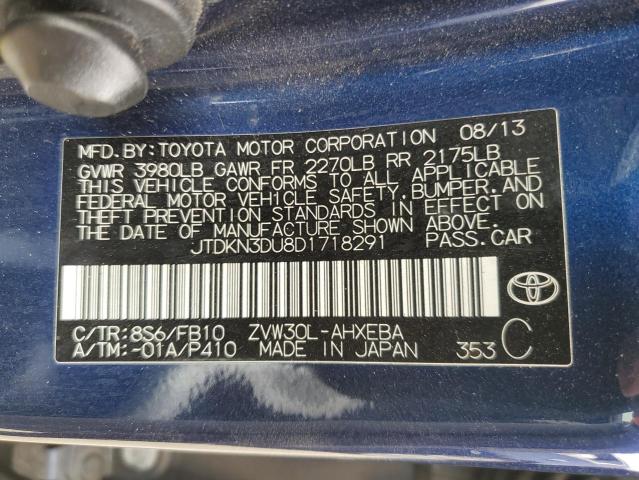 MFD. BY: TOYOTA MOTOR CORPORATION 08/13
GVWR 3980LB GAWR FR 2270LB RR 2175LB
THIS VEHICLE CONFORMS TO ALL APPLICABLE
FEDERAL MOTOR VEHICLE SAFETY, BUMPER, AND
THEFT PREVENTION STANDARDS IN EFFECT ON
THE DATE OF MANUFACTURE SHOWN ABOVE.
JTDKN3DU8D1718291 PASS. CAR
C/TR: 8S6/FB10 ZVW30L-AHXEBA
A/TM: -01A/P410 MADE IN JAPAN 353 C